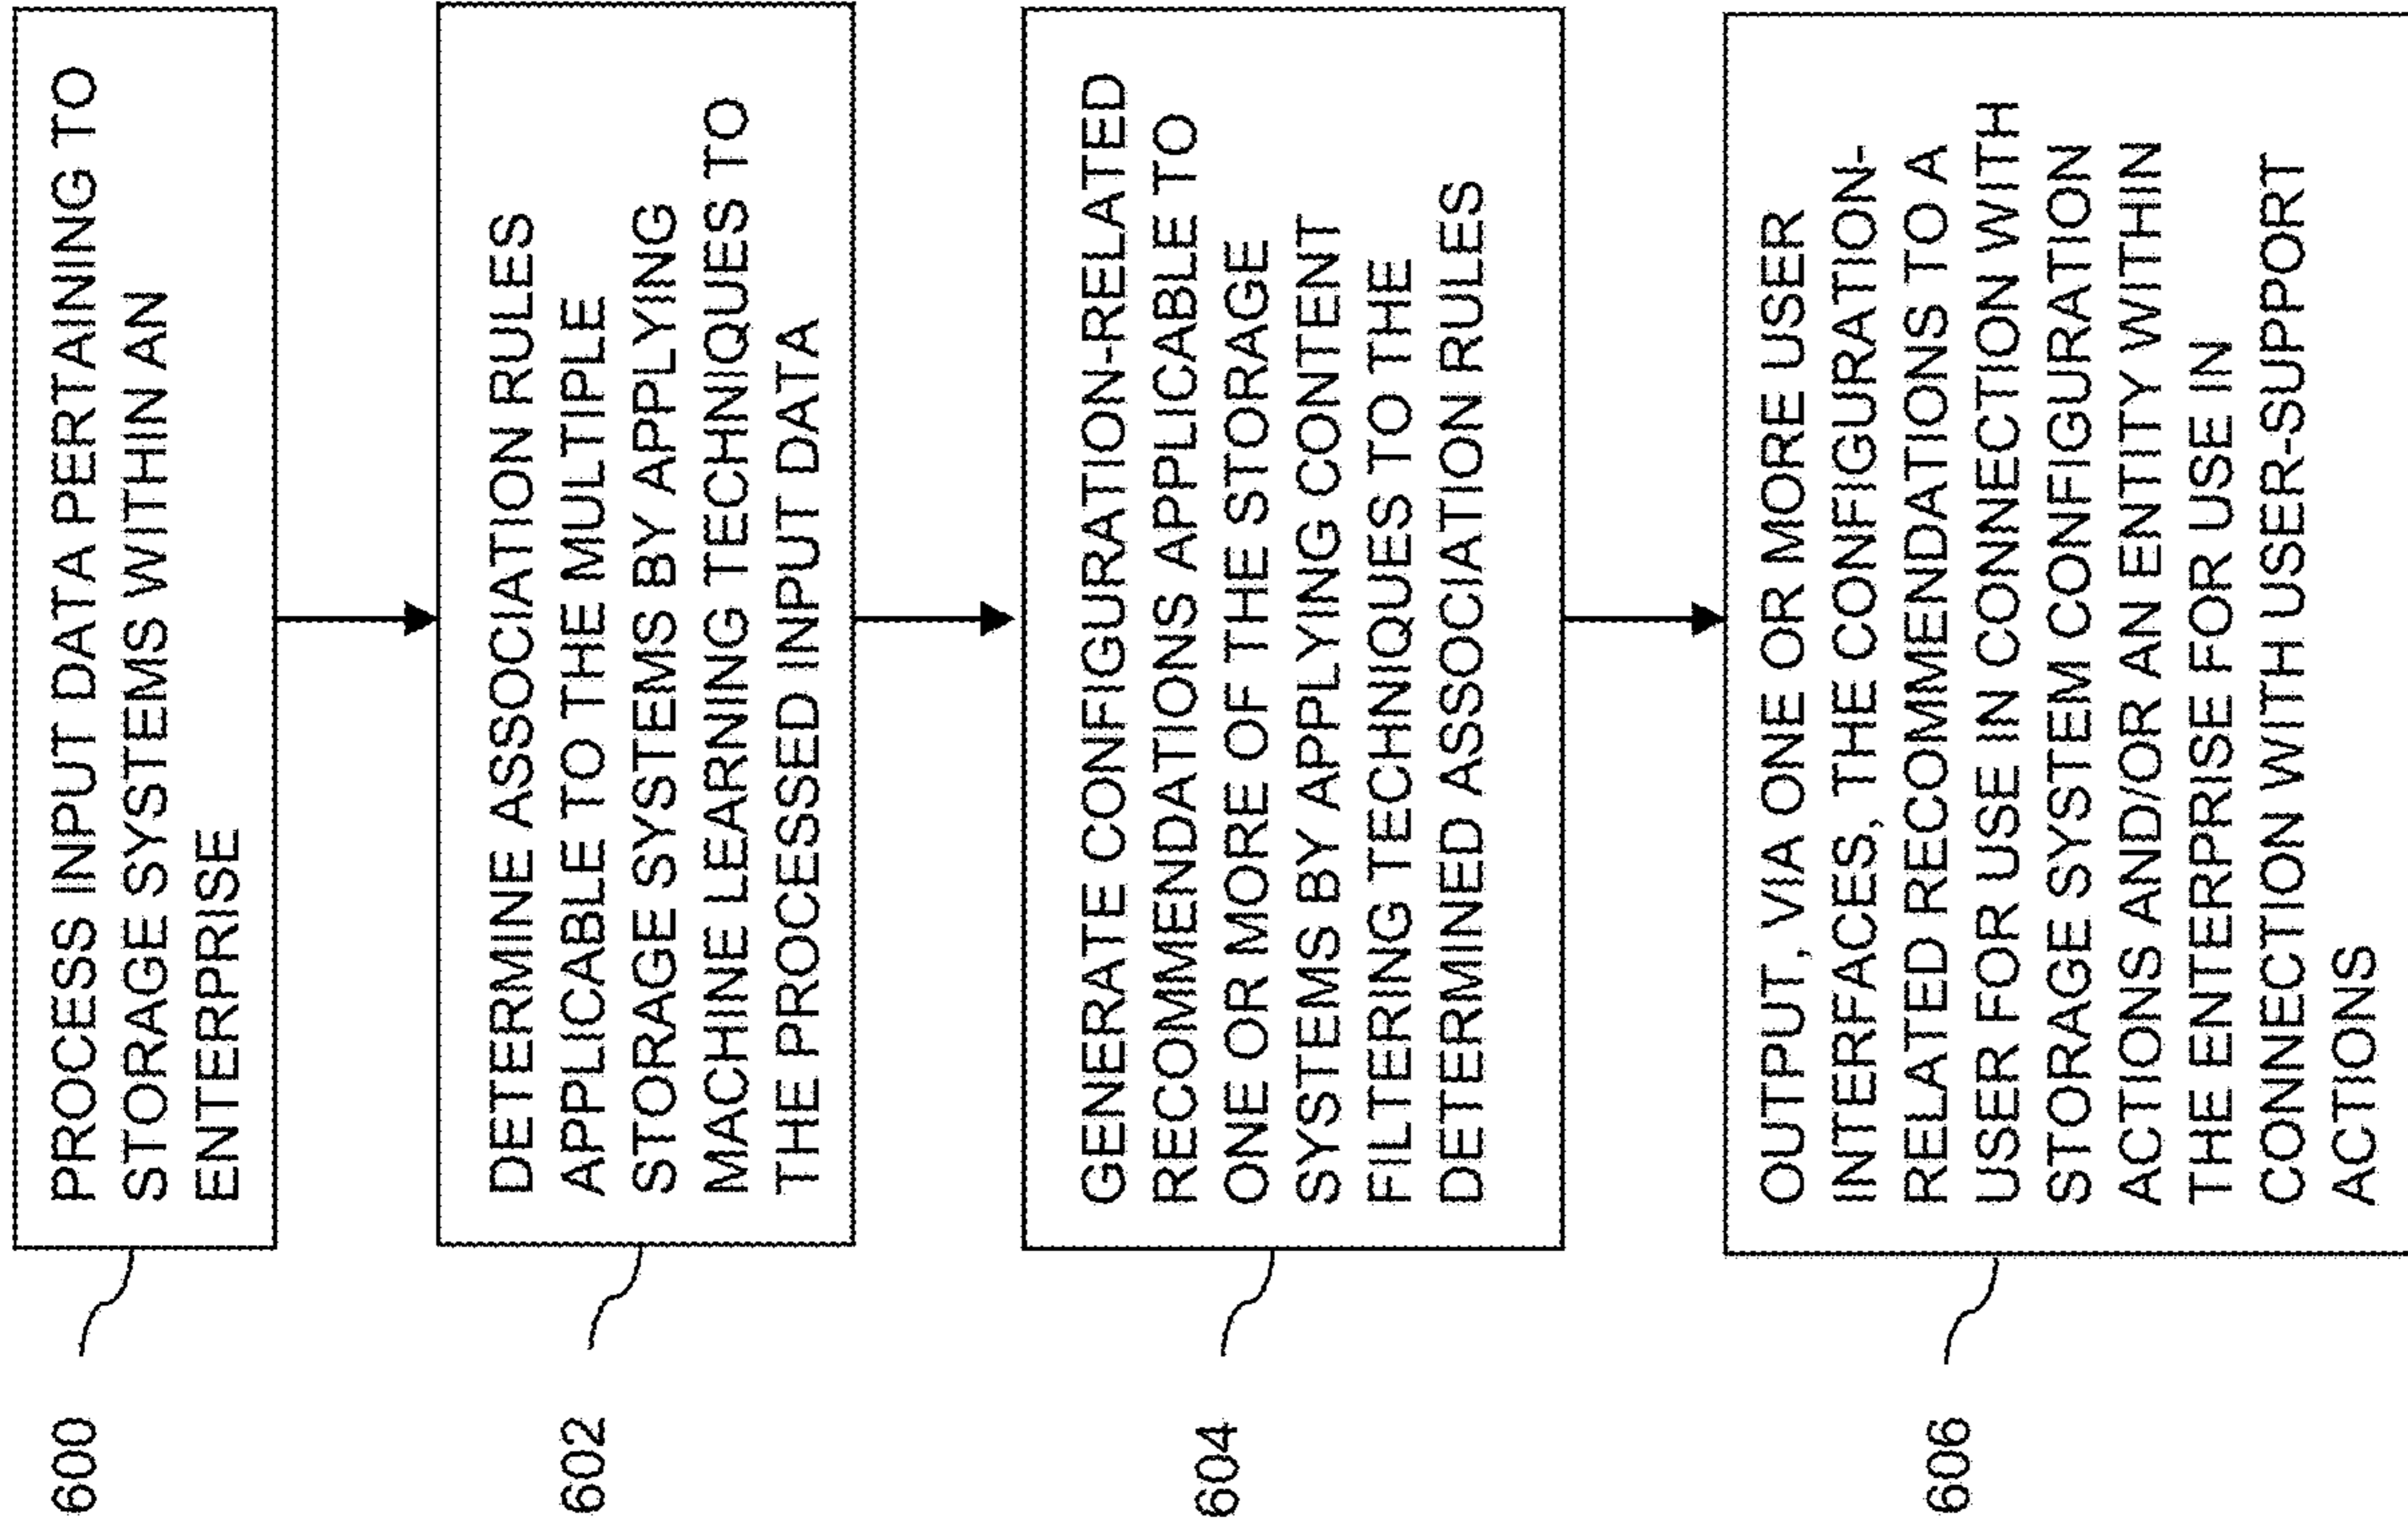 600
PROCESS INPUT DATA PERTAINING TO
STORAGE SYSTEMS WITHIN AN
ENTERPRISE
602
DETERMINE ASSOCIATION RULES
APPLICABLE TO THE MULTIPLE
STORAGE SYSTEMS BY APPLYING
MACHINE LEARNING TECHNIQUES TO
THE PROCESSED INPUT DATA
604
GENERATE CONFIGURATION-RELATED
RECOMMENDATIONS APPLICABLE TO
ONE OR MORE OF THE STORAGE
SYSTEMS BY APPLYING CONTENT
FILTERING TECHNIQUES TO THE
DETERMINED ASSOCIATION RULES
606
OUTPUT, VIA ONE OR MORE USER
INTERFACES, THE CONFIGURATION-
RELATED RECOMMENDATIONS TO A
USER FOR USE IN CONNECTION WITH
STORAGE SYSTEM CONFIGURATION
ACTIONS AND/OR AN ENTITY WITHIN
THE ENTERPRISE FOR USE IN
CONNECTION WITH USER-SUPPORT
ACTIONS